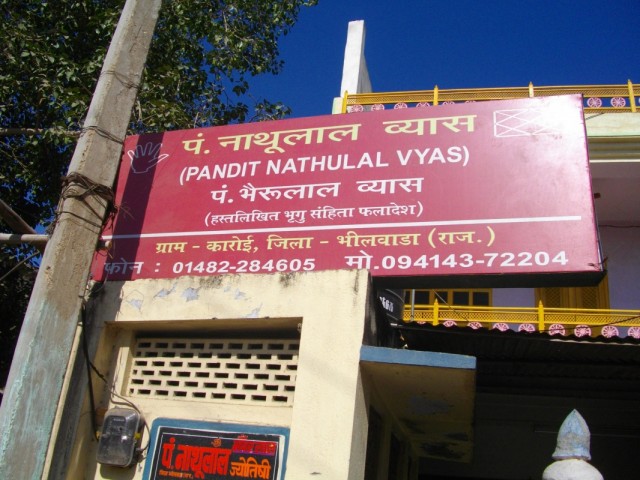 पं. नाथूलाल व्यास
(PANDIT NATHULAL VYAS)
पं. भैरूलाल व्यास
(हस्तलिखित भृगु संहिता फलादेश)
ग्राम - कारोई, जिला - भीलवाडा (राज.)
फोन : 01482-284605 मो.094143-72204
पं.नाथूलाल ज्योतिषी